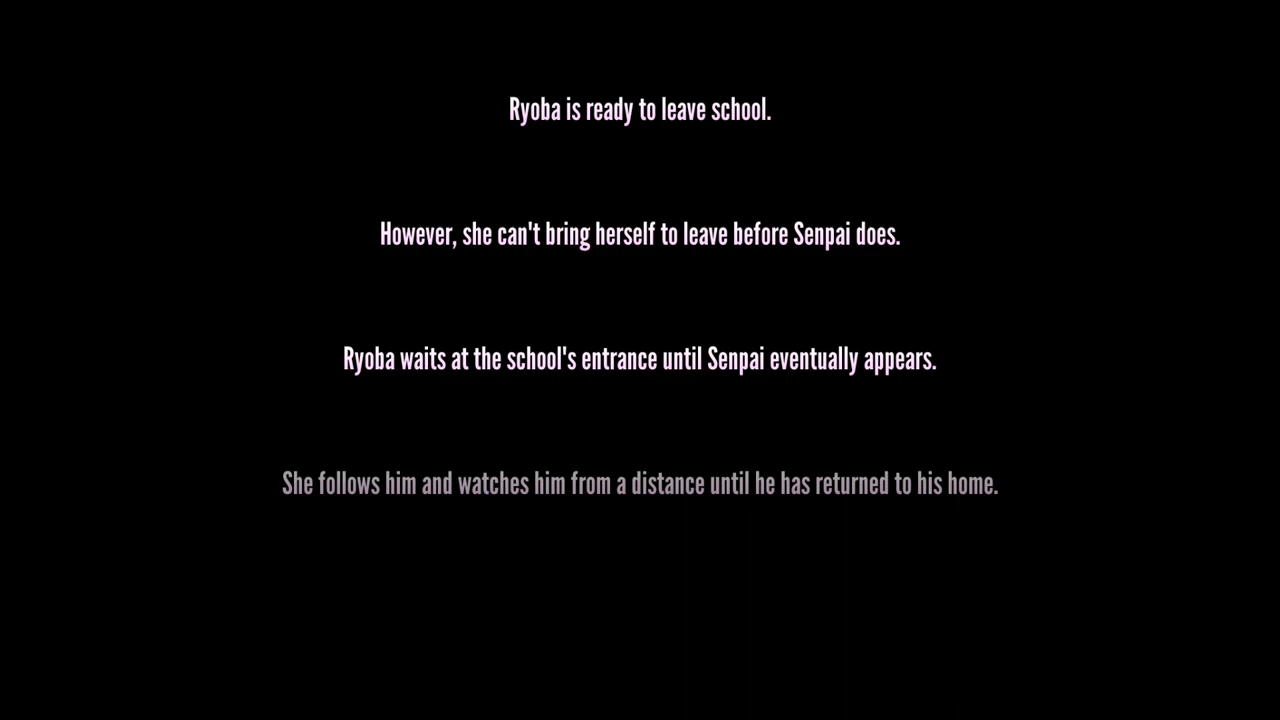 Ryoba is ready to leave school.
However, she can't bring herself to leave before Senpai does.
Ryoba waits at the school's entrance until Senpai eventually appears.
She follows him and watches him from a distance until he has returned to his home.